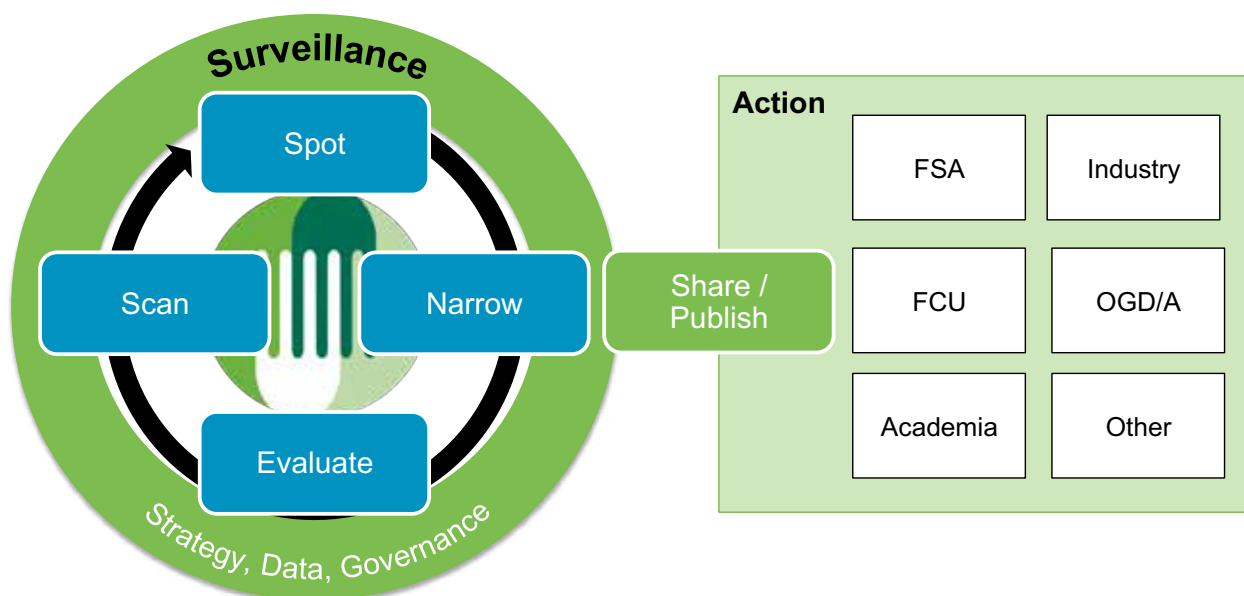 Surveillance
Spot
Scan
Narrow
Evaluate
Strategy, Data, Governance
Share /
Publish
Action
FSA
Industry
FCU
OGD/A
Academia
Other